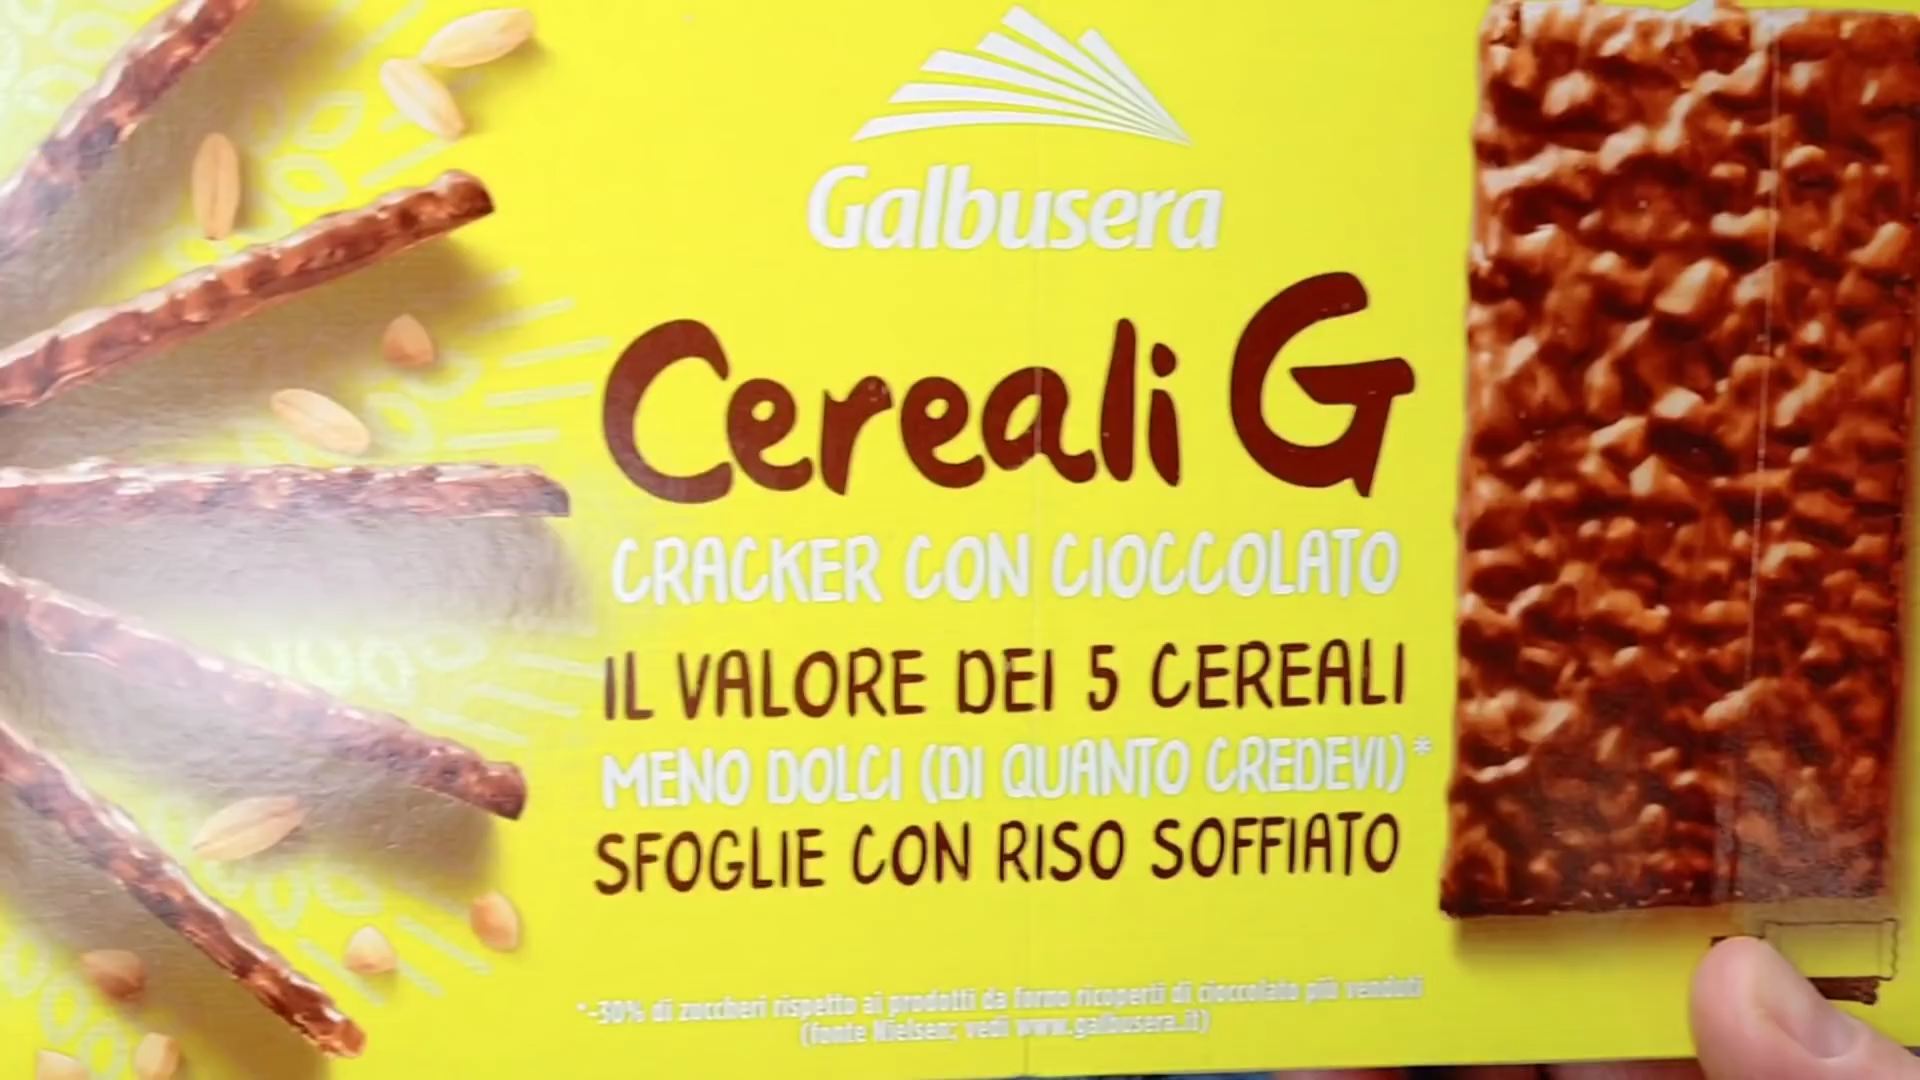 Galbusera
Cereali G
CRACKER CON CIOCCOLATO
IL VALORE DEI 5 CEREALI
MENO DOLCI (DI QUANTO CREDEVI)*
SFOGLIE CON RISO SOFFIATO
*-30% di zuccheri rispetto ai prodotti da forno ricoperti di cioccolato più venduti
(fonte Nielsen; vedi www.galbusera.it)